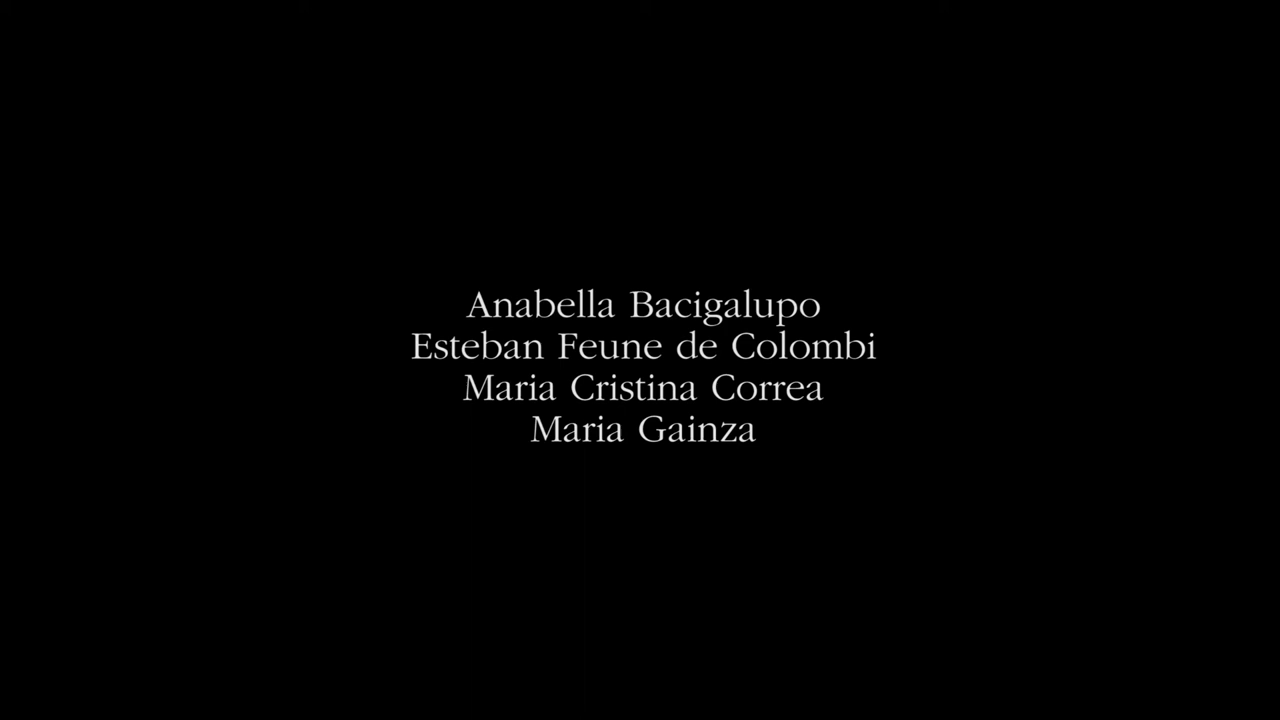 Anabella Bacigalupo
Esteban Feune de Colombi
Maria Cristina Correa
Maria Gainza